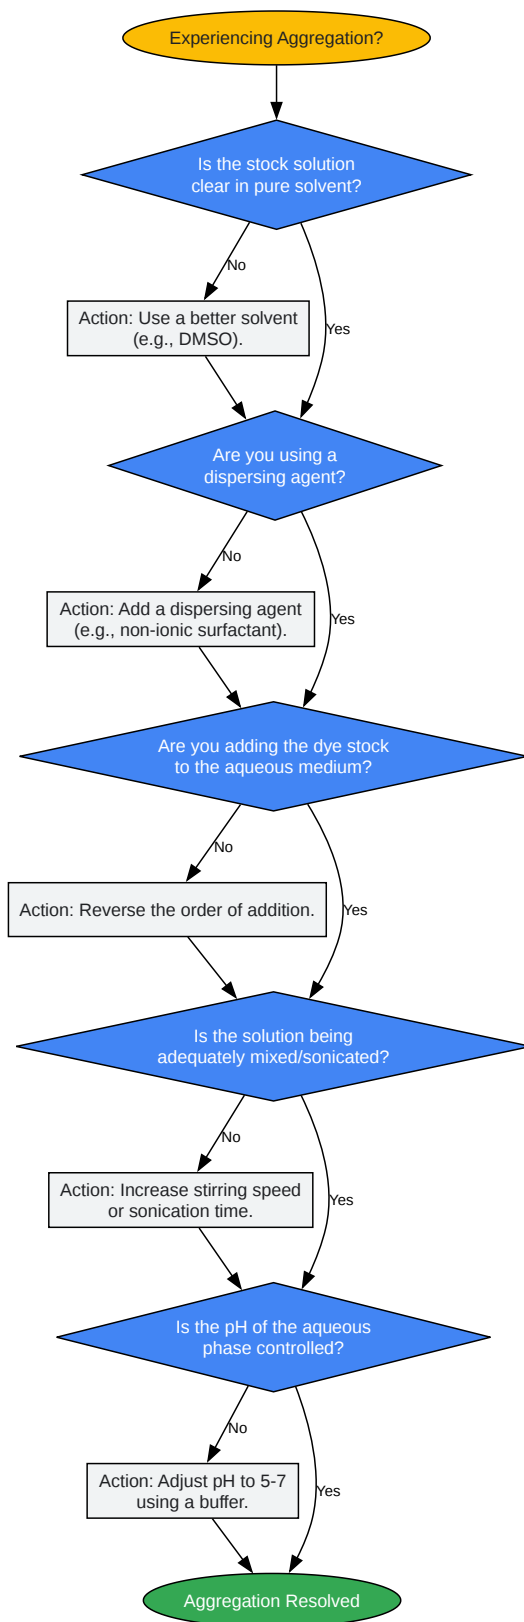 Experiencing Aggregation?
Is the stock solution
clear in pure solvent?
No
Action: Use a better solvent
(e.g., DMSO).
Yes
Are you using a
dispersing agent?
No
Action: Add a dispersing agent
(e.g., non-ionic surfactant).
Yes
Are you adding the dye stock
to the aqueous medium?
No
Action: Reverse the order of addition.
Yes
Is the solution being
adequately mixed/sonicated?
No
Action: Increase stirring speed
or sonication time.
Yes
Is the pH of the aqueous
phase controlled?
No
Action: Adjust pH to 5-7
using a buffer.
Yes
Aggregation Resolved